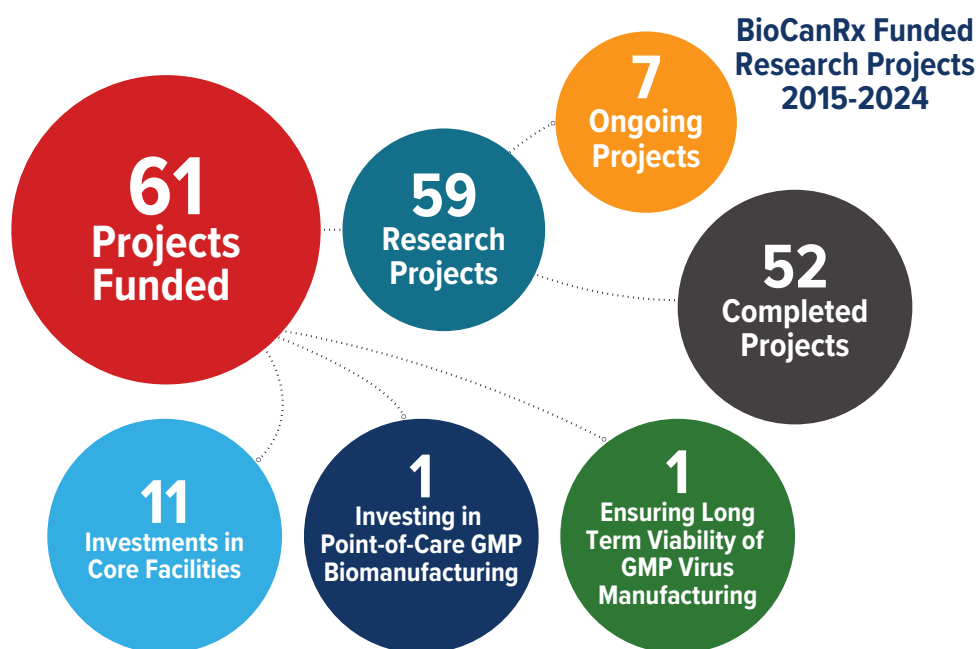 BioCanRx Funded
Research Projects
2015-2024
61
Projects
Funded
59
Research
Projects
7
Ongoing
Projects
52
Completed
Projects
11
Investments in
Core Facilities
1
Investing in
Point-of-Care GMP
Biomanufacturing
1
Ensuring Long
Term Viability of
GMP Virus
Manufacturing